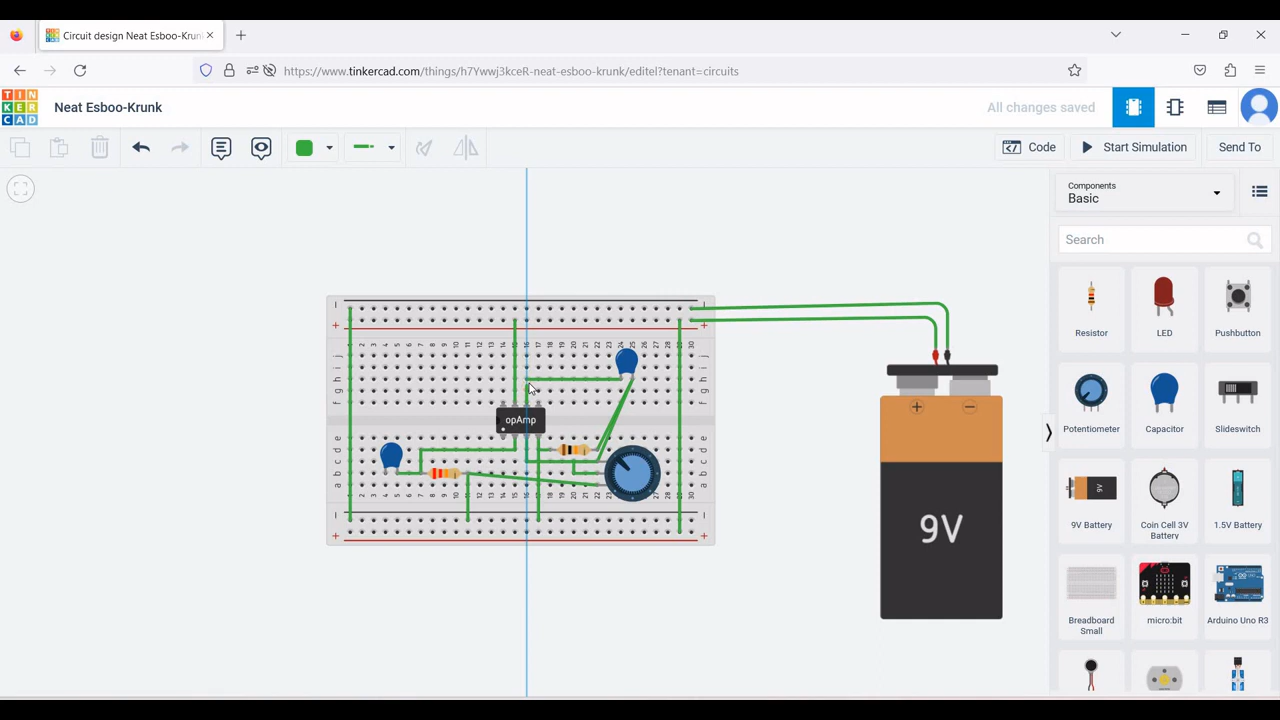 Circuit design Neat Esboo-Krunk
https://www.tinkercad.com/things/h7Ywwj3kceR-neat-esboo-krunk/editel?tenant=circuits
TIN
KER
CAD
Neat Esboo-Krunk
All changes saved
Code
Start Simulation
Send To
Components
Basic
Search
Resistor
LED
Pushbutton
Potentiometer
Capacitor
Slideswitch
9V Battery
Coin Cell 3V
Battery
1.5V Battery
Breadboard
Small
micro:bit
Arduino Uno R3
opAmp
9V
+
−